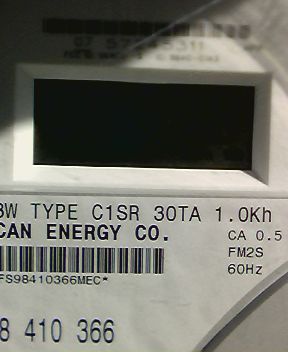 3W TYPE C1SR 30TA 1.0Kh
CAN ENERGY CO.
CA 0.5
FM2S
60Hz
FS98410366MEC*
8 410 366